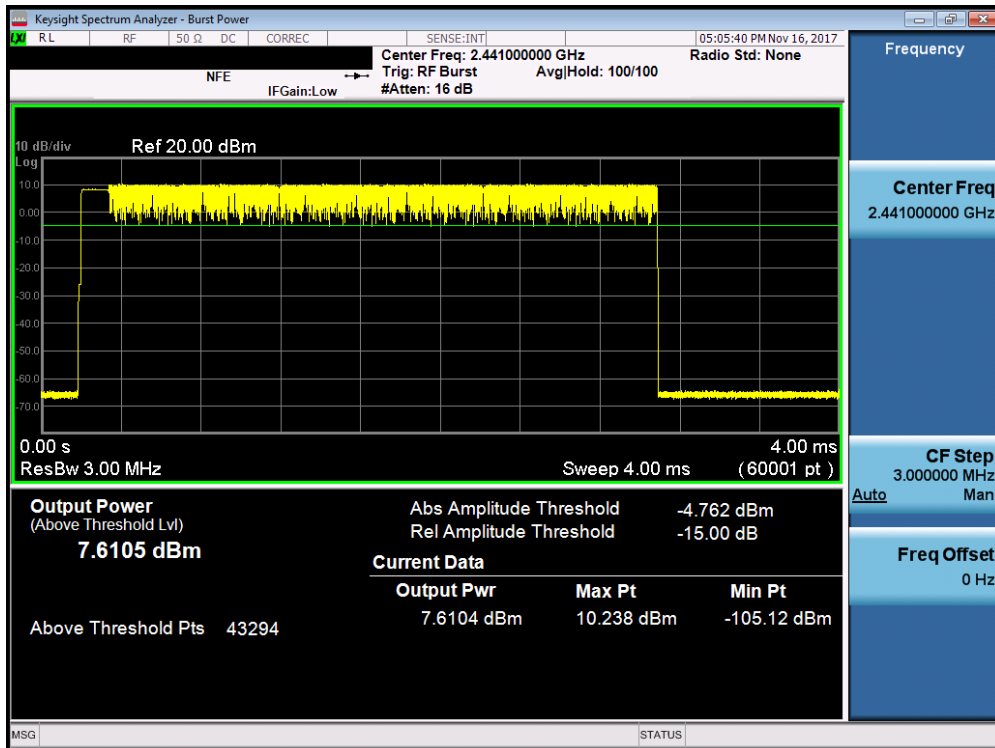 Keysight Spectrum Analyzer - Burst Power
LXI RL RF 50 Ω DC CORREC SENSE:INT 05:05:40 PM Nov 16, 2017
Center Freq: 2.441000000 GHz Radio Std: None
NFE Trig: RF Burst Avg|Hold: 100/100
IFGain:Low #Atten: 16 dB
10 dB/div Ref 20.00 dBm
Log
10.0
0.00
-10.0
-20.0
-30.0
-40.0
-50.0
-60.0
-70.0
0.00 s 4.00 ms
ResBw 3.00 MHz Sweep 4.00 ms (60001 pt )
Output Power
(Above Threshold Lvl)
7.6105 dBm
Above Threshold Pts 43294
Abs Amplitude Threshold -4.762 dBm
Rel Amplitude Threshold -15.00 dB
Current Data
Output Pwr Max Pt Min Pt
7.6104 dBm 10.238 dBm -105.12 dBm
Frequency
Center Freq
2.441000000 GHz
CF Step
3.000000 MHz
Auto Man
Freq Offset
0 Hz
MSG STATUS